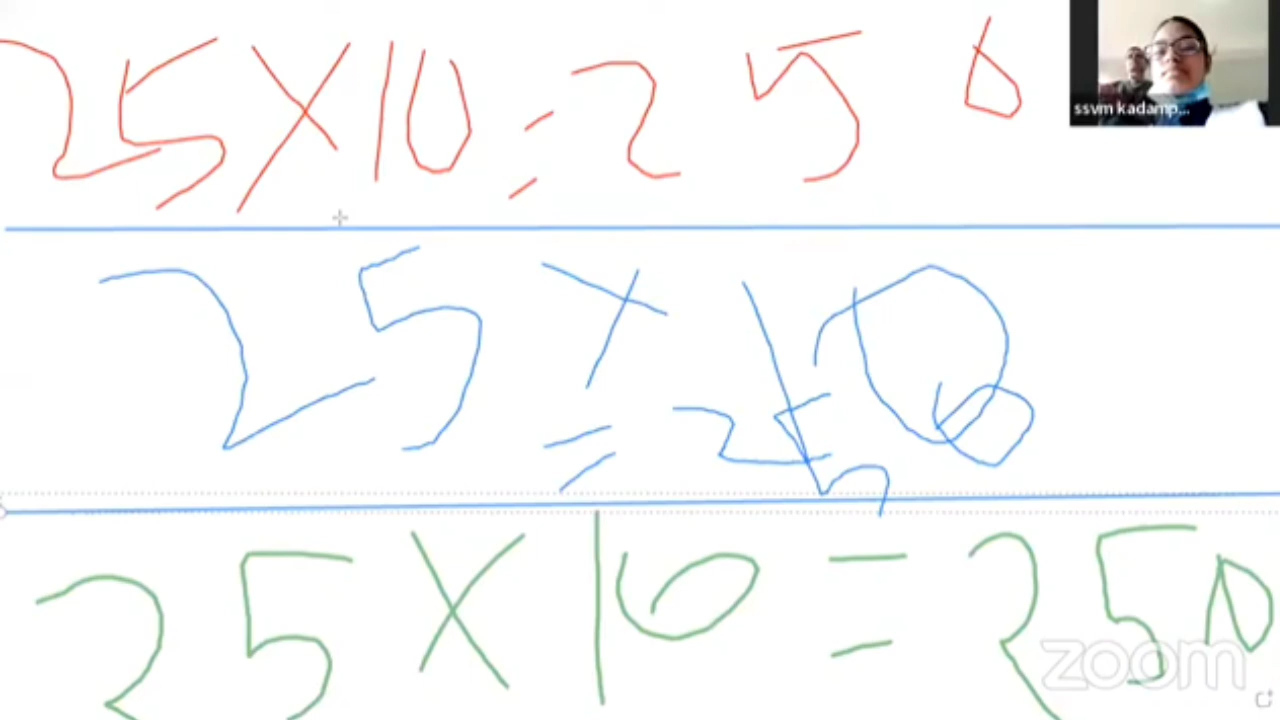 25 X 10 = 250
ssvm kadamp...
25 X 10
= 250
25 X 10 = 250
zoom